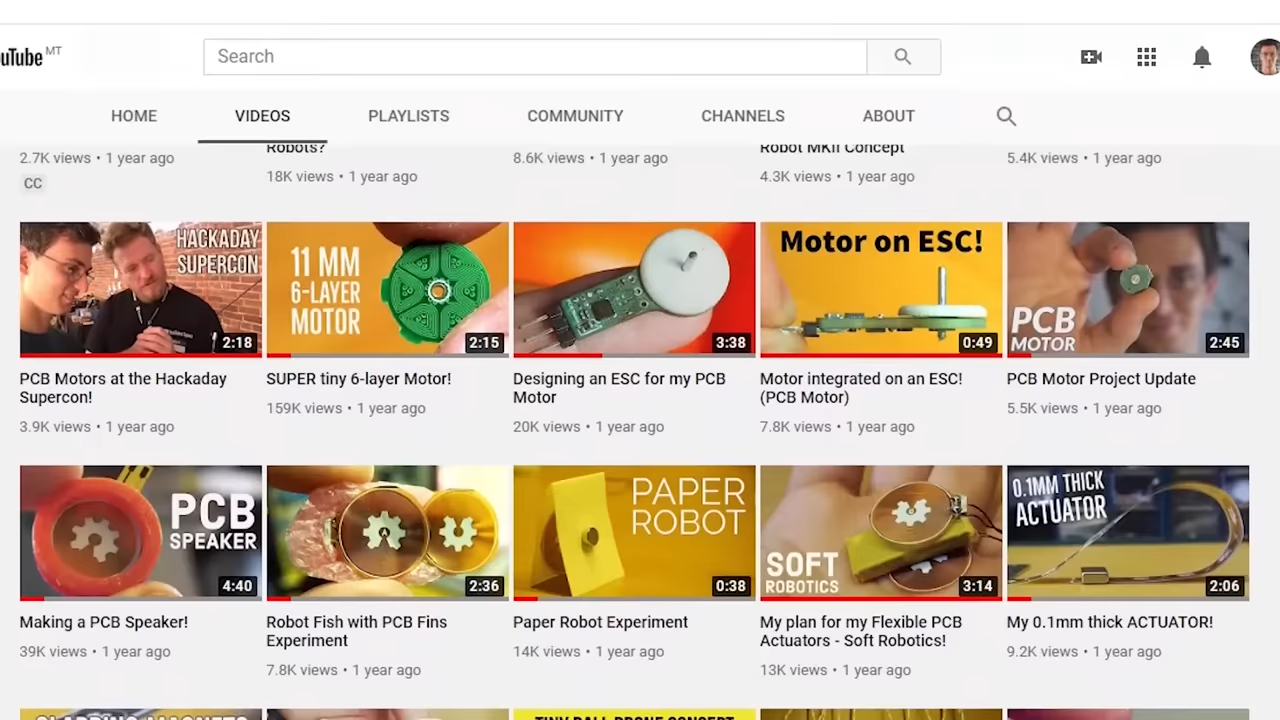 uTube MT
Search
HOME
VIDEOS
PLAYLISTS
COMMUNITY
CHANNELS
ABOUT
2.7K views • 1 year ago
CC
Robots?
18K views • 1 year ago
8.6K views • 1 year ago
Robot MKII Concept
4.3K views • 1 year ago
5.4K views • 1 year ago
HACKADAY
SUPERCON
2:18
PCB Motors at the Hackaday
Supercon!
3.9K views • 1 year ago
11 MM
6-LAYER
MOTOR
2:15
SUPER tiny 6-layer Motor!
159K views • 1 year ago
3:38
Designing an ESC for my PCB
Motor
20K views • 1 year ago
Motor on ESC!
0:49
Motor integrated on an ESC!
(PCB Motor)
7.8K views • 1 year ago
PCB
MOTOR
2:45
PCB Motor Project Update
5.5K views • 1 year ago
PCB
SPEAKER
4:40
Making a PCB Speaker!
39K views • 1 year ago
2:36
Robot Fish with PCB Fins
Experiment
7.8K views • 1 year ago
PAPER
ROBOT
0:38
Paper Robot Experiment
14K views • 1 year ago
SOFT
ROBOTICS
3:14
My plan for my Flexible PCB
Actuators - Soft Robotics!
13K views • 1 year ago
0.1MM THICK
ACTUATOR
2:06
My 0.1mm thick ACTUATOR!
9.2K views • 1 year ago
MAGNETS
TINY BALL DRONE CONCEPT